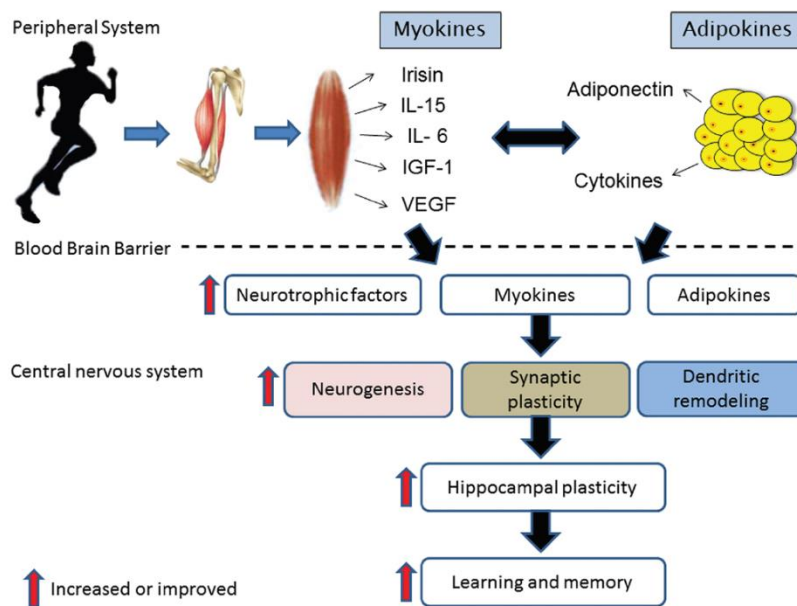 Peripheral System
Myokines
Adipokines
Irisin
IL-15
IL- 6
IGF-1
VEGF
Adiponectin
Cytokines
Blood Brain Barrier
Neurotrophic factors
Myokines
Adipokines
Central nervous system
Neurogenesis
Synaptic
plasticity
Dendritic
remodeling
Hippocampal plasticity
Increased or improved
Learning and memory